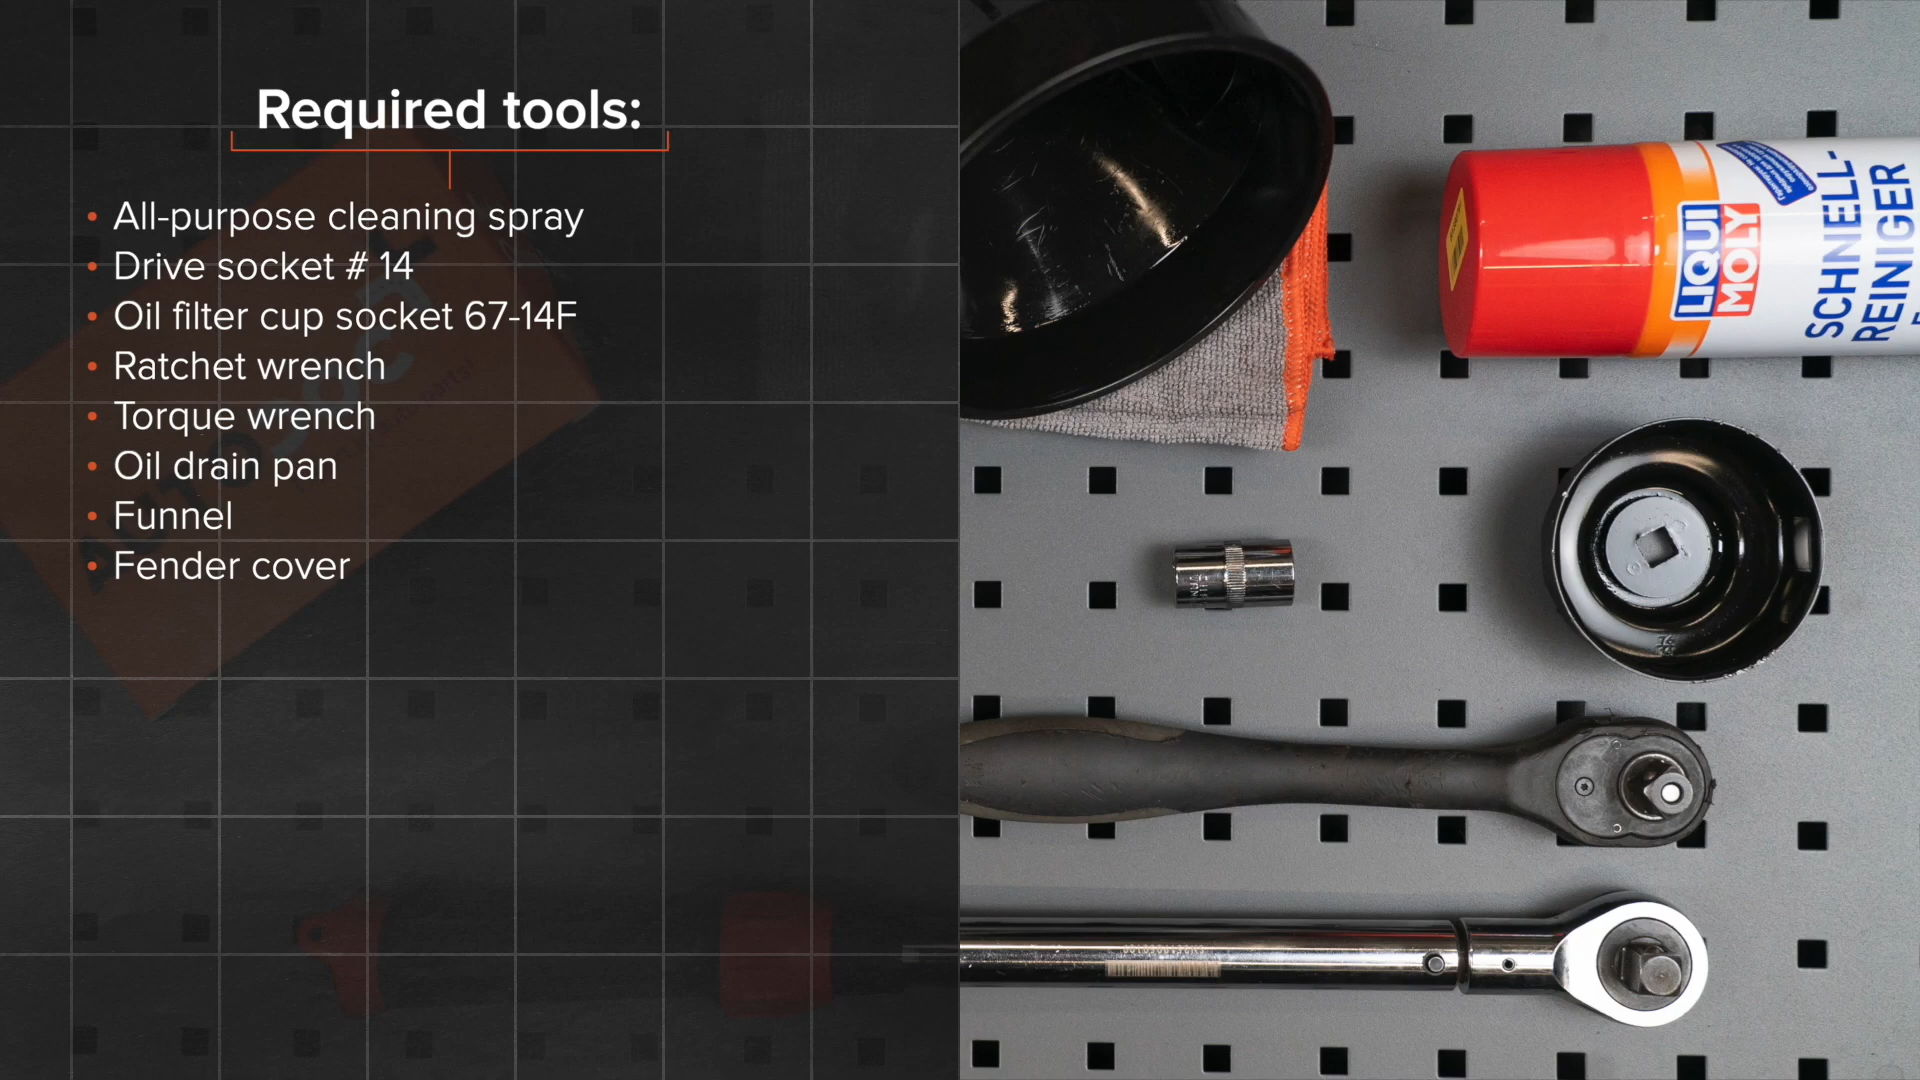 Required tools:
• All-purpose cleaning spray
• Drive socket # 14
• Oil filter cup socket 67-14F
• Ratchet wrench
• Torque wrench
• Oil drain pan
• Funnel
• Fender cover
LIQUI
MOLY
SCHNELL-
REINIGER